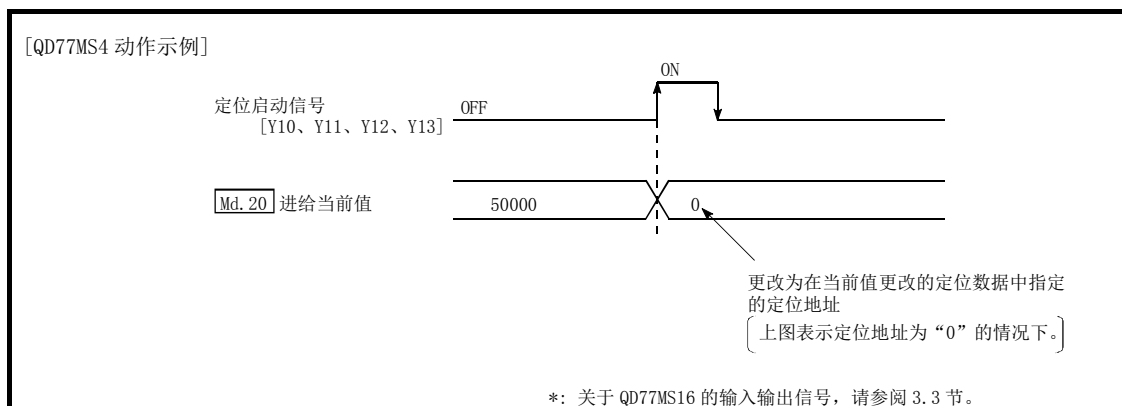 [QD77MS4 动作示例]
ON
定位启动信号
[Y10、Y11、Y12、Y13]
OFF
Md.20 进给当前值
50000
0
更改为在当前值更改的定位数据中指定
的定位地址
上图表示定位地址为“0”的情况下。
*: 关于 QD77MS16 的输入输出信号，请参阅 3.3 节。